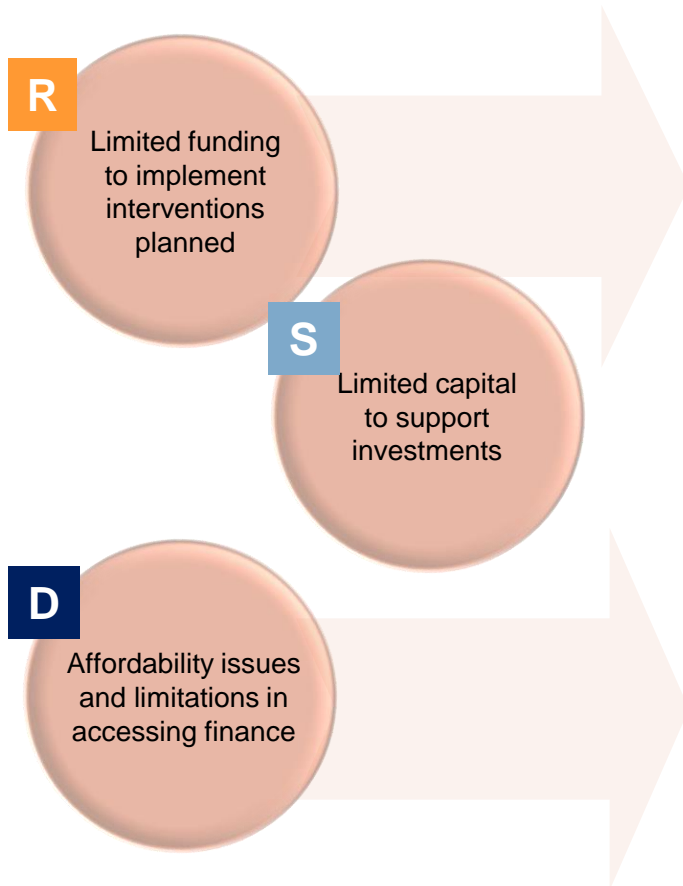 R
Limited funding
to implement
interventions
planned
S
Limited capital
to support
investments
D
Affordability issues
and limitations in
accessing finance